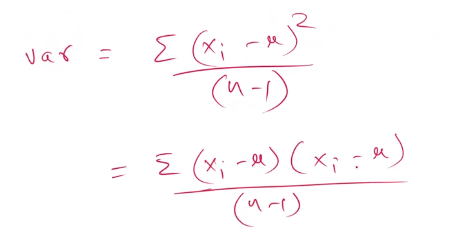 var = Σ (xᵢ - μ)² / (n-1)
= Σ (xᵢ - μ) (xᵢ - μ) / (n-1)